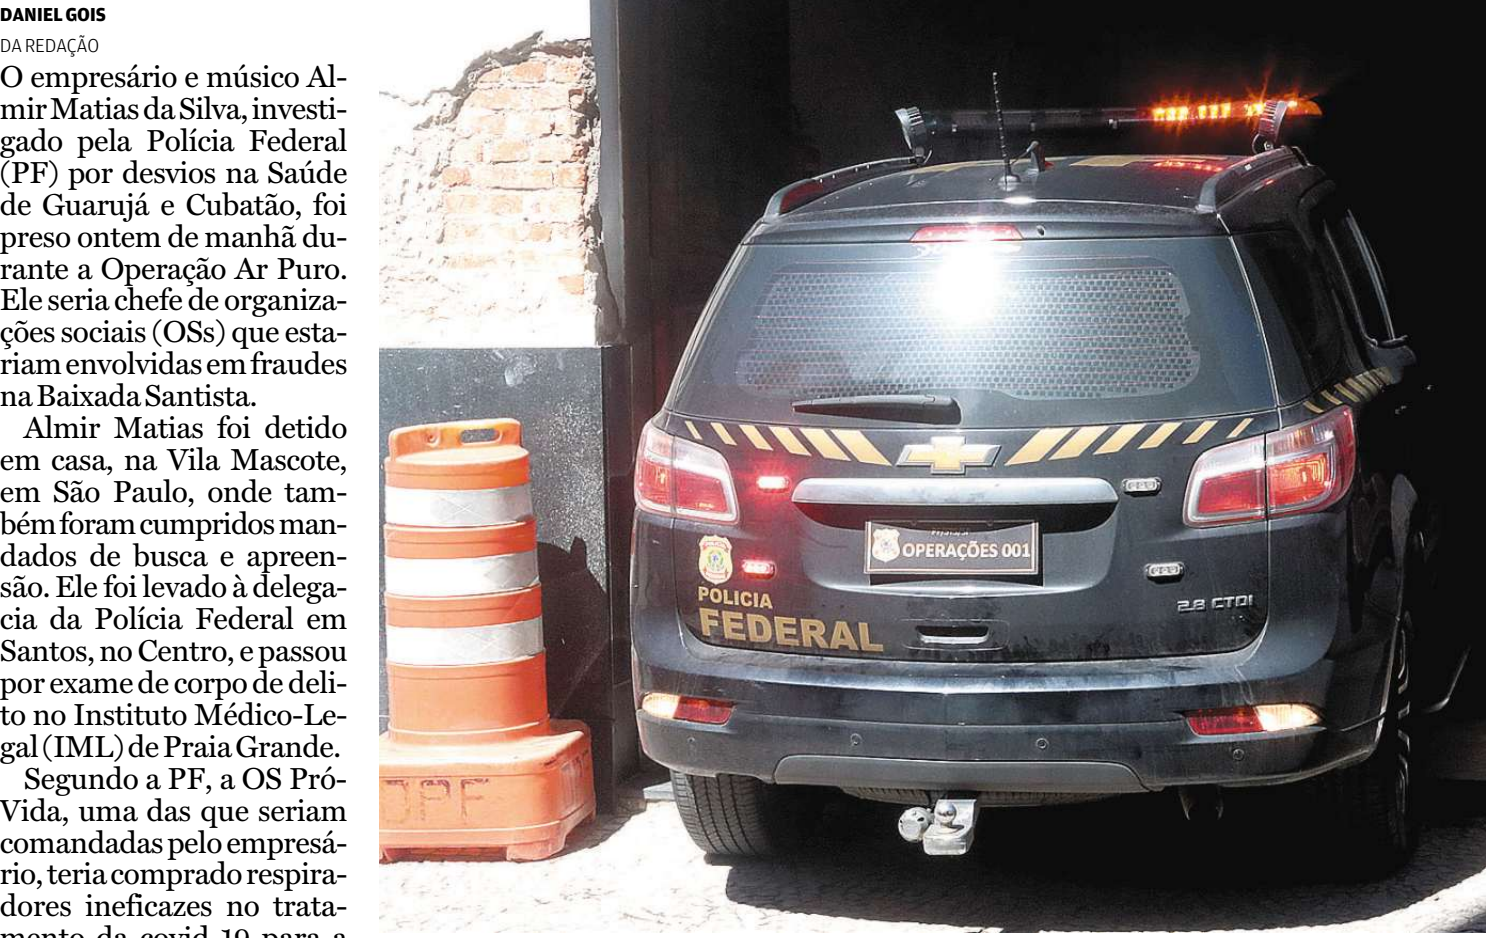 DANIEL GOIS
DA REDAÇÃO
O empresário e músico Al-
mir Matias da Silva, investi-
gado pela Polícia Federal
(PF) por desvios na Saúde
de Guarujá e Cubatão, foi
preso ontem de manhã du-
rante a Operação Ar Puro.
Ele seria chefe de organiza-
ções sociais (OSs) que esta-
riam envolvidas em fraudes
na Baixada Santista.
Almir Matias foi detido
em casa, na Vila Mascote,
em São Paulo, onde tam-
bém foram cumpridos man-
dados de busca e apreen-
são. Ele foi levado à delega-
cia da Polícia Federal em
Santos, no Centro, e passou
por exame de corpo de deli-
to no Instituto Médico-Le-
gal (IML) de Praia Grande.
Segundo a PF, a OS Pró-
Vida, uma das que seriam
comandadas pelo empresá-
rio, teria comprado respira-
dores ineficazes no trata-
mento da covid-19 para a
OPERAÇÕES 001
POLICIA
FEDERAL
2.8 CTDI
DPF